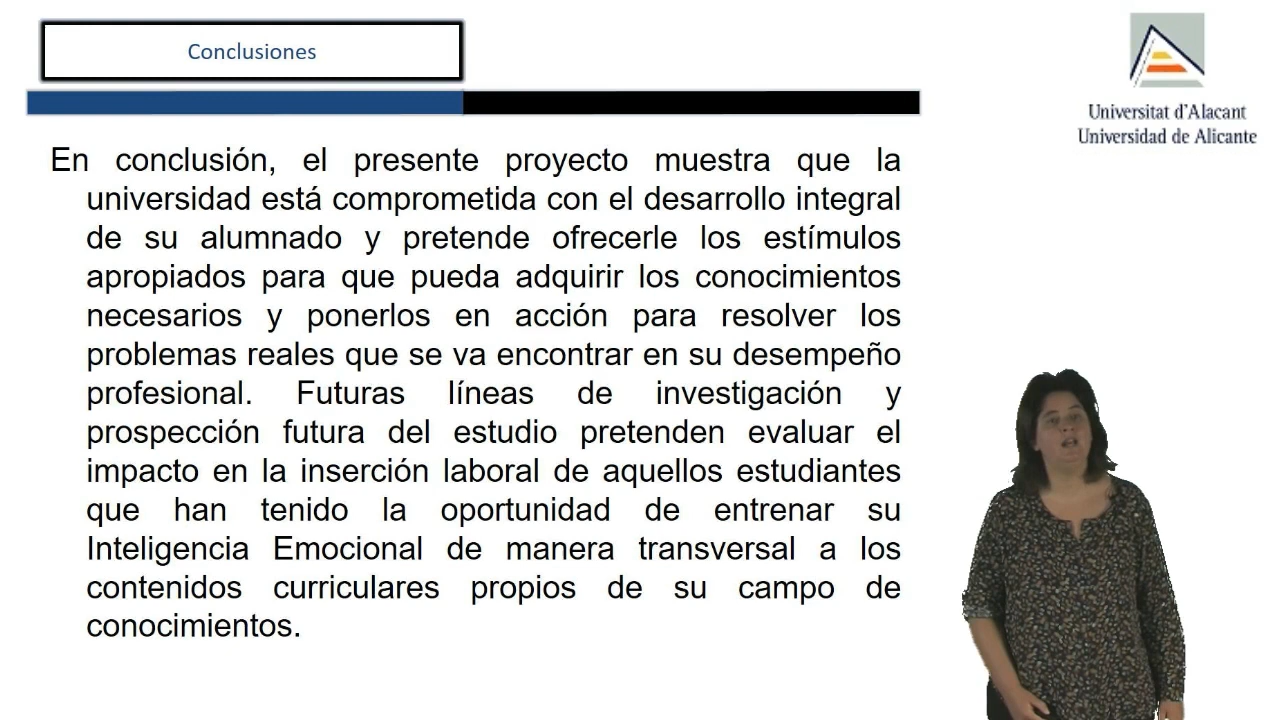 Conclusiones
Universitat d'Alacant
Universidad de Alicante
En conclusión, el presente proyecto muestra que la
universidad está comprometida con el desarrollo integral
de su alumnado y pretende ofrecerle los estímulos
apropiados para que pueda adquirir los conocimientos
necesarios y ponerlos en acción para resolver los
problemas reales que se va encontrar en su desempeño
profesional. Futuras líneas de investigación y
prospección futura del estudio pretenden evaluar el
impacto en la inserción laboral de aquellos estudiantes
que han tenido la oportunidad de entrenar su
Inteligencia Emocional de manera transversal a los
contenidos curriculares propios de su campo de
conocimientos.